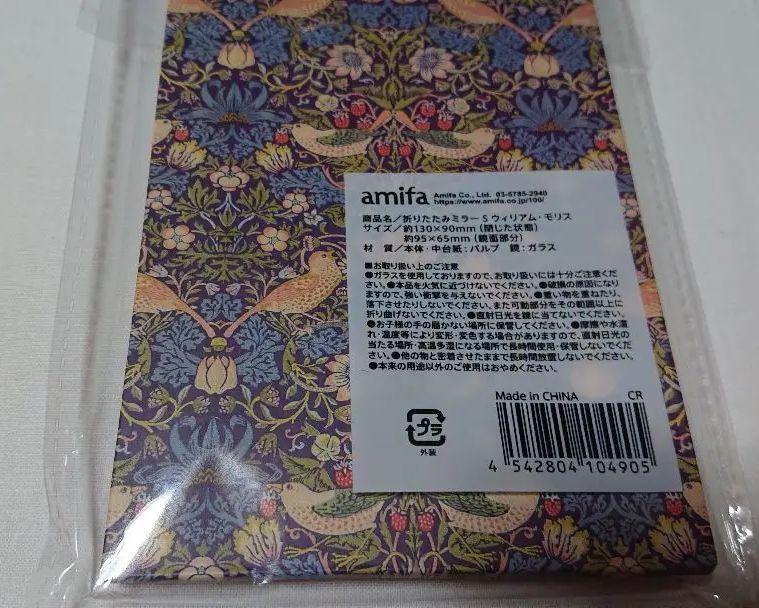 amifa Amifa Co., Ltd. 03-5785-2940
https://www.amifa.co.jp/100/
商品名／折りたたみミラー S ウィリアム・モリス
サイズ／約130×90mm (閉じた状態)
約95×65mm (鏡面部分)
材 質／本体・中台紙：パルプ 鏡：ガラス
■お取り扱い上のご注意
●ガラスを使用しておりますので、お取り扱いには十分ご注意くだ
さい。●本品を火気に近づけないでください。●破損の原因になり
ますので、強い衝撃を与えないでください。●重い物を重ねたり、
落下させたりしないでください。また可動部分をその範囲以上に
折り曲げないでください。●直射日光を鏡に当てないでください。
●お子様の手の届かない場所に保管してください。●摩擦や水濡
れ・温度等により変形・変色する場合がありますので、直射日光の
当たる場所・高温多湿になる場所で長時間使用・保管しないでくだ
さい。●他の物と密着させたままで長時間放置しないでください。
●本来の用途以外のご使用はおやめください。
Made in CHINA CR
プラ
外装
4 542804 104905